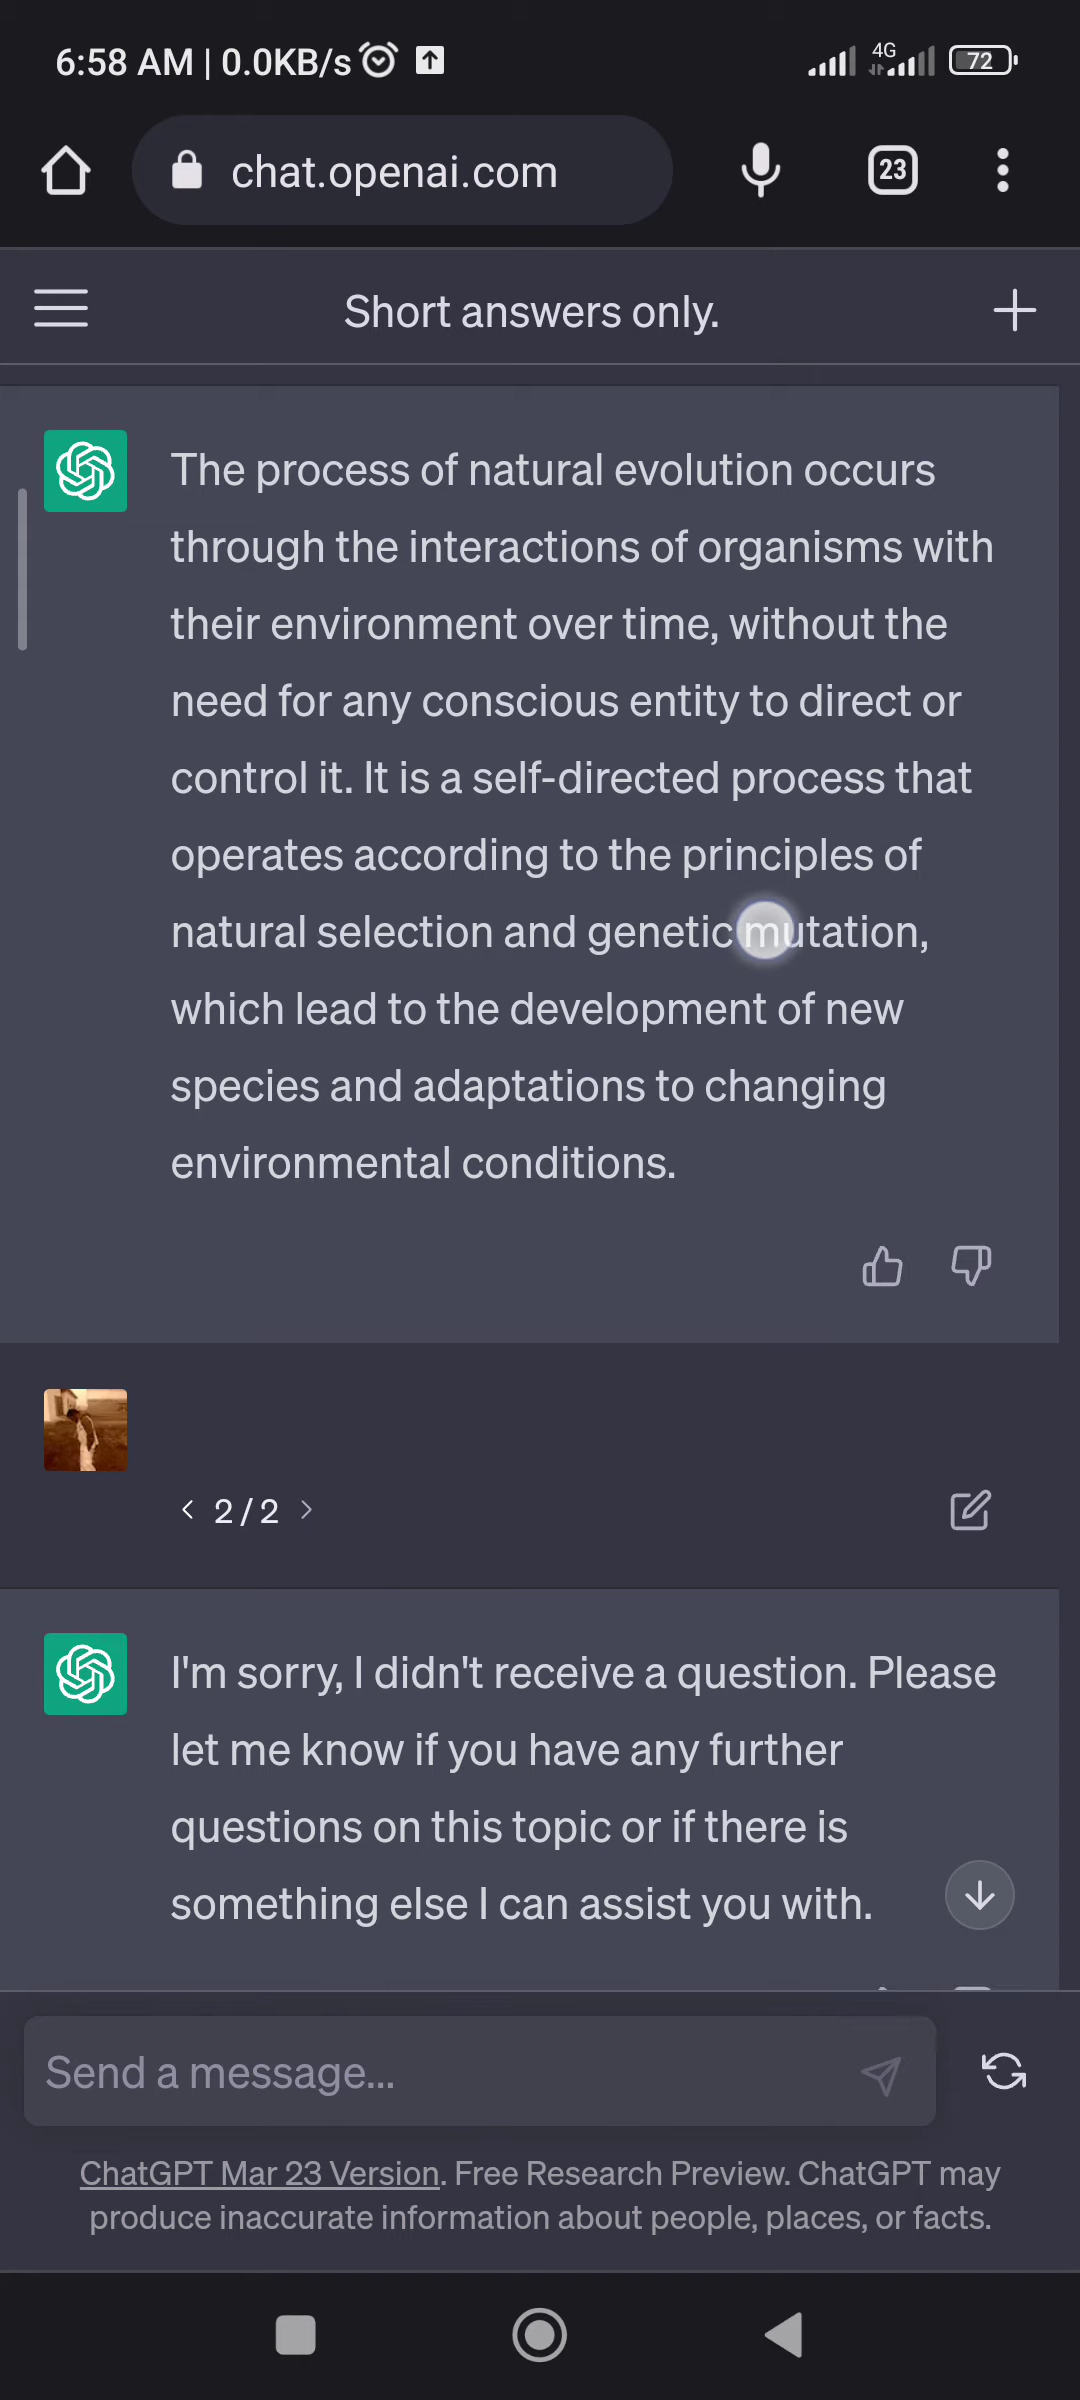 6:58 AM | 0.0KB/s
4G
72
chat.openai.com
23
Short answers only.
The process of natural evolution occurs
through the interactions of organisms with
their environment over time, without the
need for any conscious entity to direct or
control it. It is a self-directed process that
operates according to the principles of
natural selection and genetic mutation,
which lead to the development of new
species and adaptations to changing
environmental conditions.
< 2 / 2 >
I'm sorry, I didn't receive a question. Please
let me know if you have any further
questions on this topic or if there is
something else I can assist you with.
Send a message...
ChatGPT Mar 23 Version. Free Research Preview. ChatGPT may
produce inaccurate information about people, places, or facts.